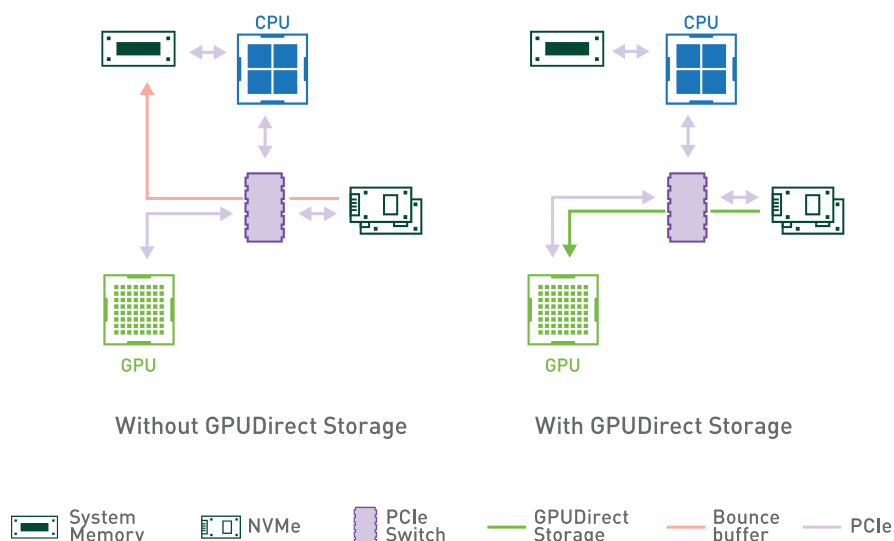 CPU
CPU
GPU
GPU
Without GPUDirect Storage
With GPUDirect Storage
System
Memory
NVMe
PCIe
Switch
GPUDirect
Storage
Bounce
buffer
PCIe